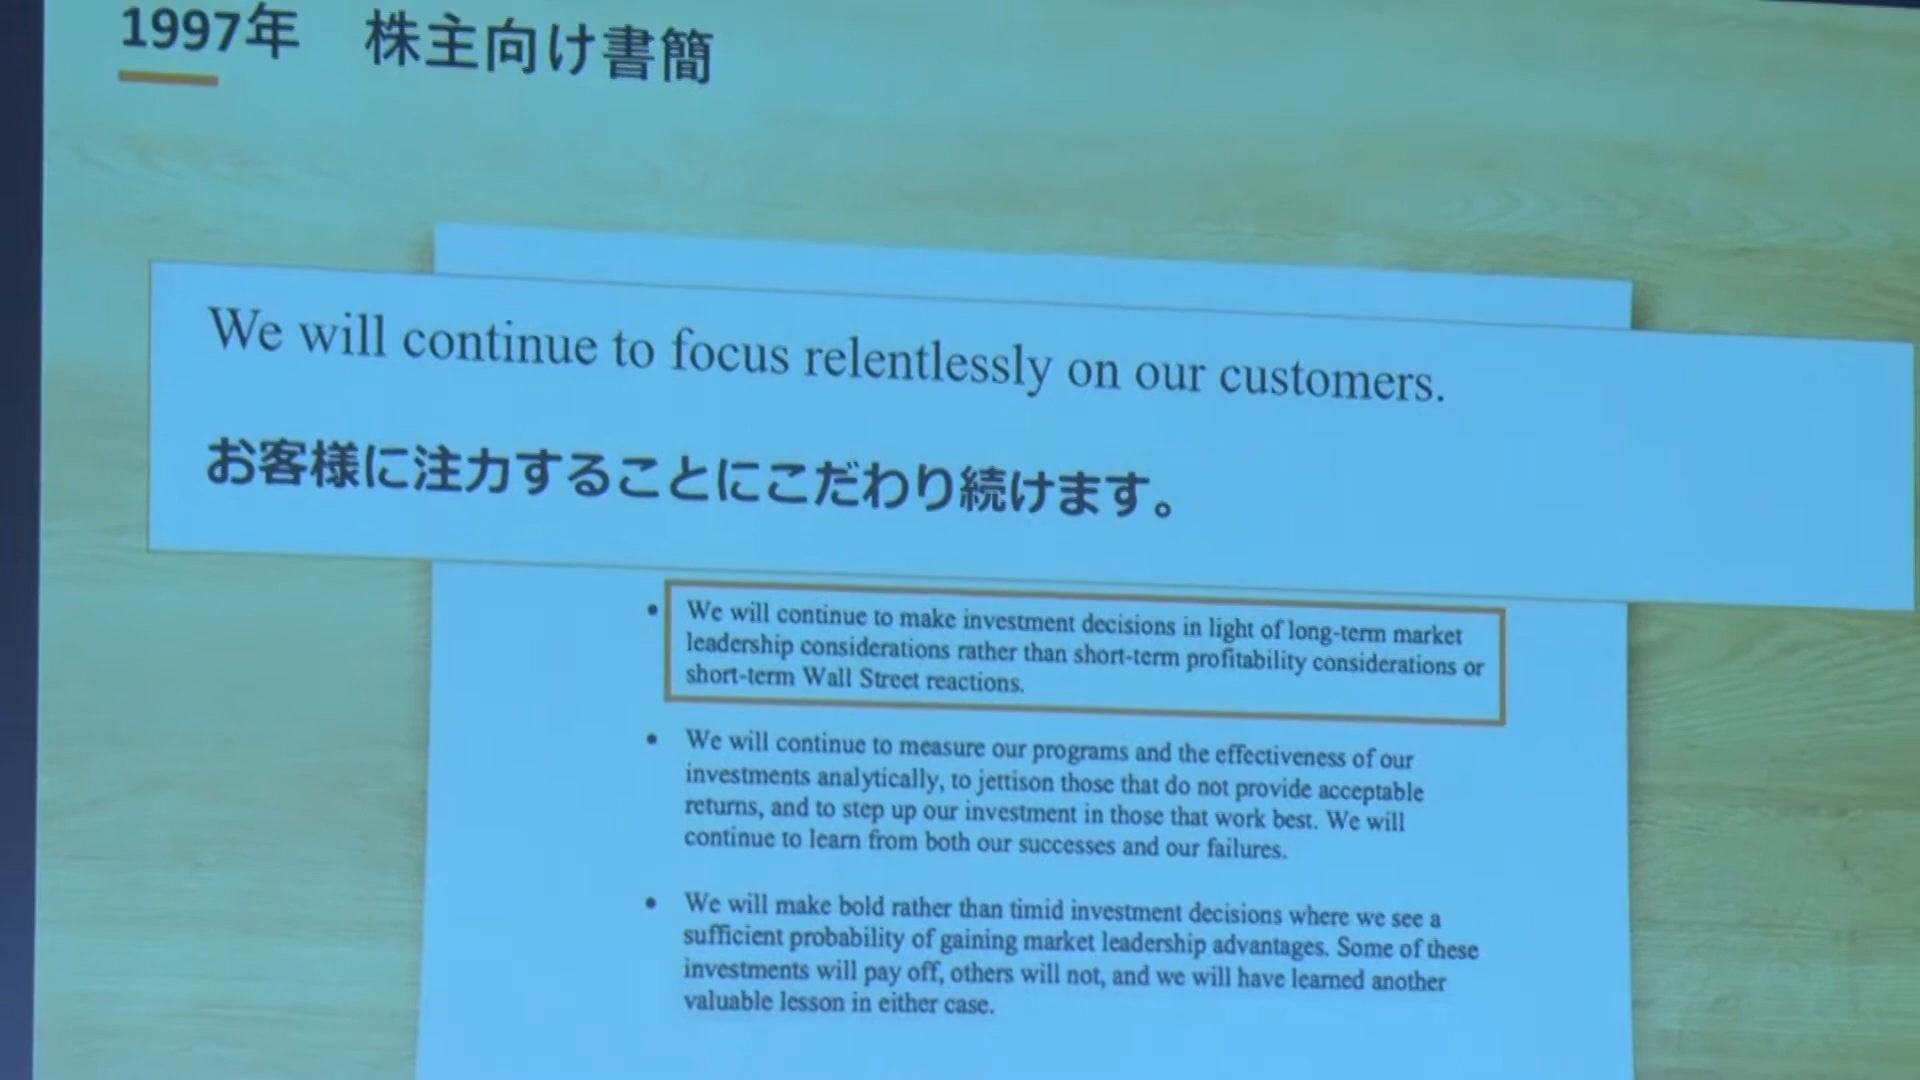 1997年　株主向け書簡
We will continue to focus relentlessly on our customers.
お客様に注力することにこだわり続けます。
• We will continue to make investment decisions in light of long-term market
leadership considerations rather than short-term profitability considerations or
short-term Wall Street reactions.
• We will continue to measure our programs and the effectiveness of our
investments analytically, to jettison those that do not provide acceptable
returns, and to step up our investment in those that work best. We will
continue to learn from both our successes and our failures.
• We will make bold rather than timid investment decisions where we see a
sufficient probability of gaining market leadership advantages. Some of these
investments will pay off, others will not, and we will have learned another
valuable lesson in either case.